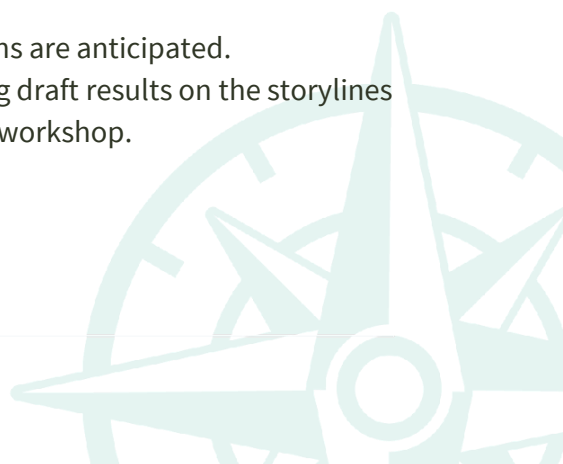 ns are anticipated.
g draft results on the storylines
workshop.